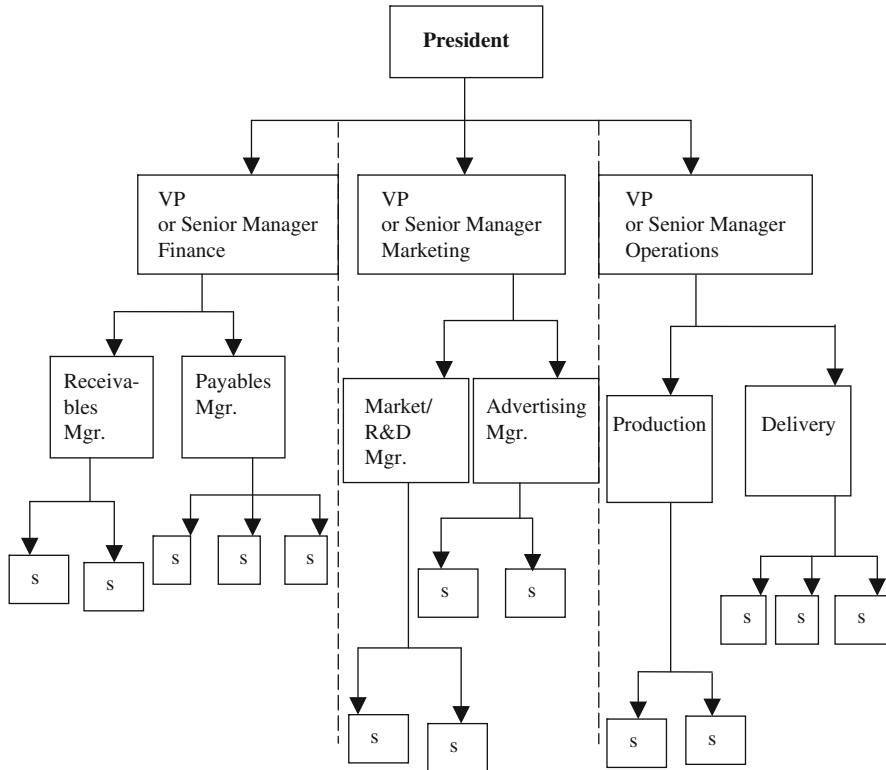 President
VP
or Senior Manager
Finance
VP
or Senior Manager
Marketing
VP
or Senior Manager
Operations
Receiva-
bles
Mgr.
Payables
Mgr.
Market/
R&D
Mgr.
Advertising
Mgr.
Production
Delivery
s
s
s
s
s
s
s
s
s
s
s
s
s
s